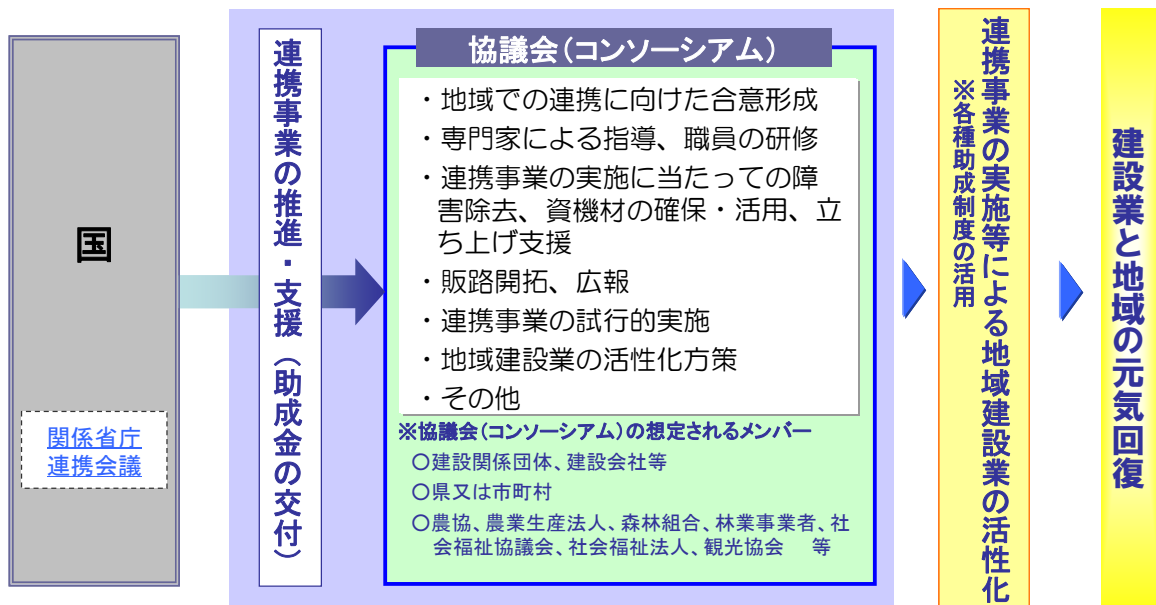 国
関係省庁
連携会議
連携事業の推進・支援（助成金の交付）
協議会（コンソーシアム）
・地域での連携に向けた合意形成
・専門家による指導、職員の研修
・連携事業の実施に当たっての障
害除去、資機材の確保・活用、立
ち上げ支援
・販路開拓、広報
・連携事業の試行的実施
・地域建設業の活性化方策
・その他
※協議会（コンソーシアム）の想定されるメンバー
○建設関係団体、建設会社等
○県又は市町村
○農協、農業生産法人、森林組合、林業事業者、社
会福祉協議会、社会福祉法人、観光協会　等
連携事業の実施等による地域建設業の活性化
※各種助成制度の活用
建設業と地域の元気回復